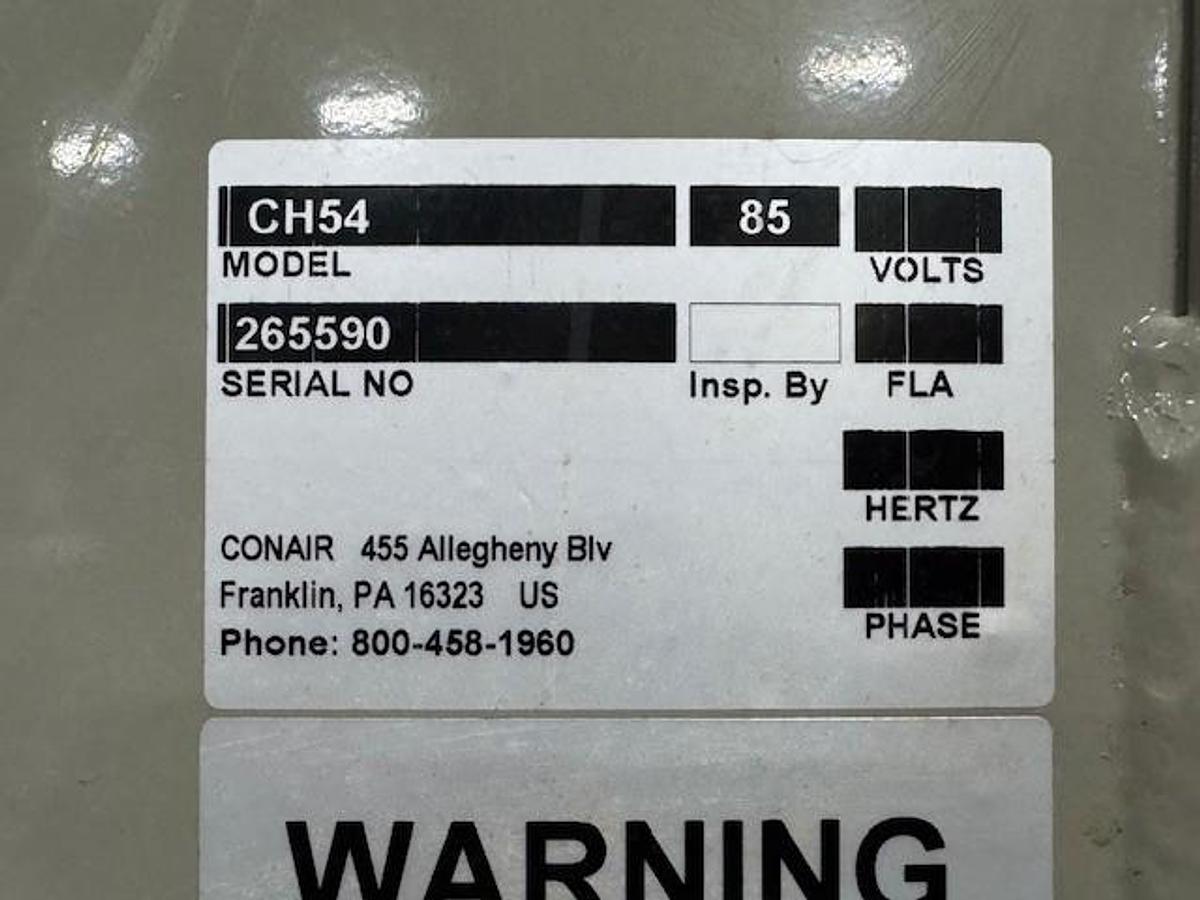 CH54 85
MODEL VOLTS
265590
SERIAL NO Insp. By FLA
HERTZ
CONAIR 455 Allegheny Blv
Franklin, PA 16323 US
Phone: 800-458-1960
PHASE
WARNING